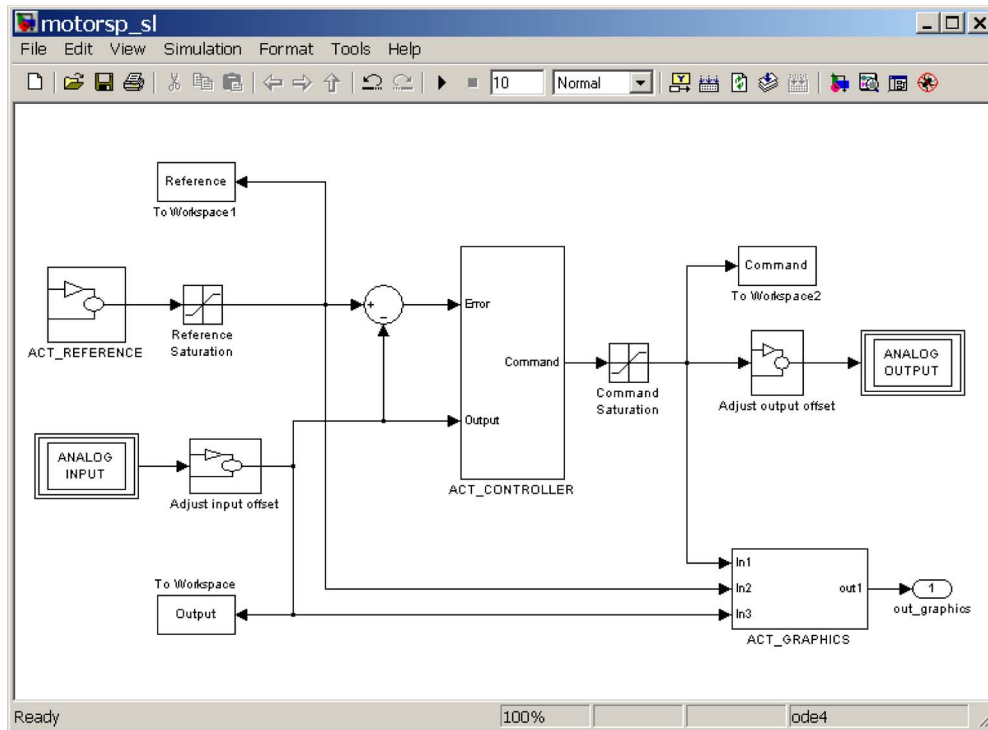 motorsp_sl
File Edit View Simulation Format Tools Help
10 Normal
Reference
To Workspace1
ACT_REFERENCE
Reference
Saturation
+
−
Error
Command
Output
ACT_CONTROLLER
Command
Saturation
Command
To Workspace2
Adjust output offset
ANALOG
OUTPUT
ANALOG
INPUT
Adjust input offset
To Workspace
Output
In1
In2
In3
out1
ACT_GRAPHICS
1
out_graphics
Ready 100% ode4